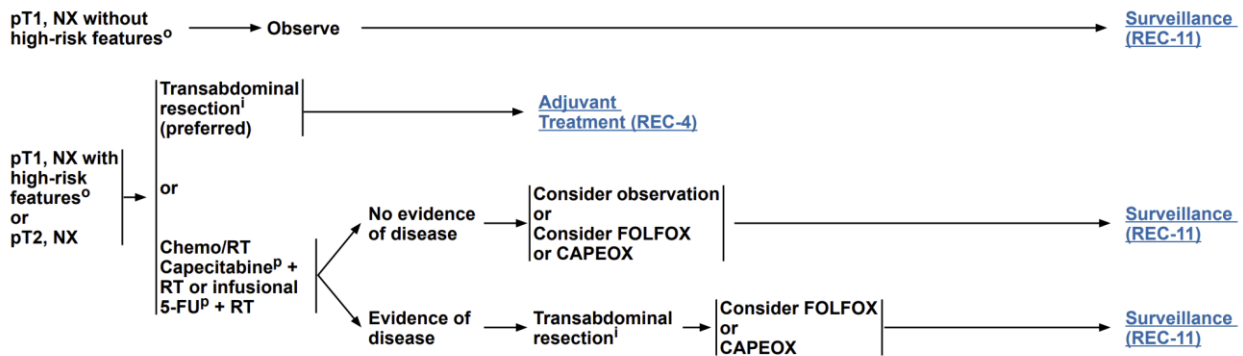 pT1, NX without
high-risk featuresᵒ
Observe
Surveillance
(REC-11)
pT1, NX with
high-risk
featuresᵒ
or
pT2, NX
Transabdominal
resectionⁱ
(preferred)
Adjuvant
Treatment (REC-4)
or
Chemo/RT
Capecitabineᵖ +
RT or infusional
5-FUᵖ + RT
No evidence
of disease
Consider observation
or
Consider FOLFOX
or CAPEOX
Surveillance
(REC-11)
Evidence of
disease
Transabdominal
resectionⁱ
Consider FOLFOX
or
CAPEOX
Surveillance
(REC-11)